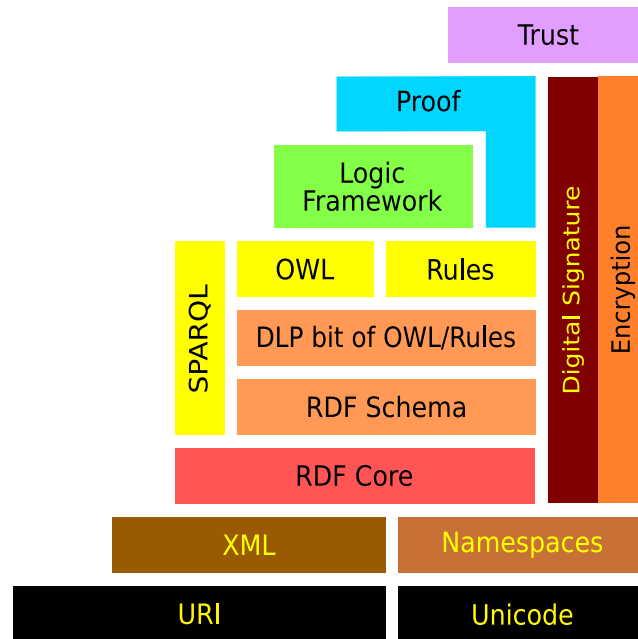 Trust
Proof
Logic
Framework
Digital Signature
Encryption
SPARQL
OWL
Rules
DLP bit of OWL/Rules
RDF Schema
RDF Core
XML
Namespaces
URI
Unicode